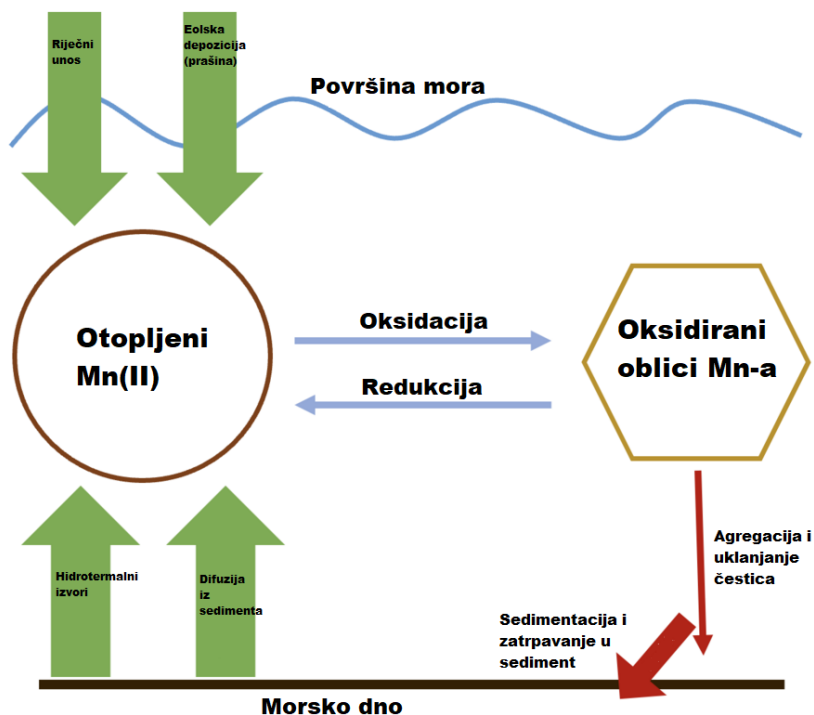 Riječni
unos
Eolska
depozicija
(prašina)
Površina mora
Otopljeni
Mn(II)
Oksidacija
Redukcija
Oksidirani
oblici Mn-a
Hidrotermalni
izvori
Difuzija
iz
sedimenta
Agregacija i
uklanjanje
čestica
Sedimentacija i
zatrpavanje u
sediment
Morsko dno